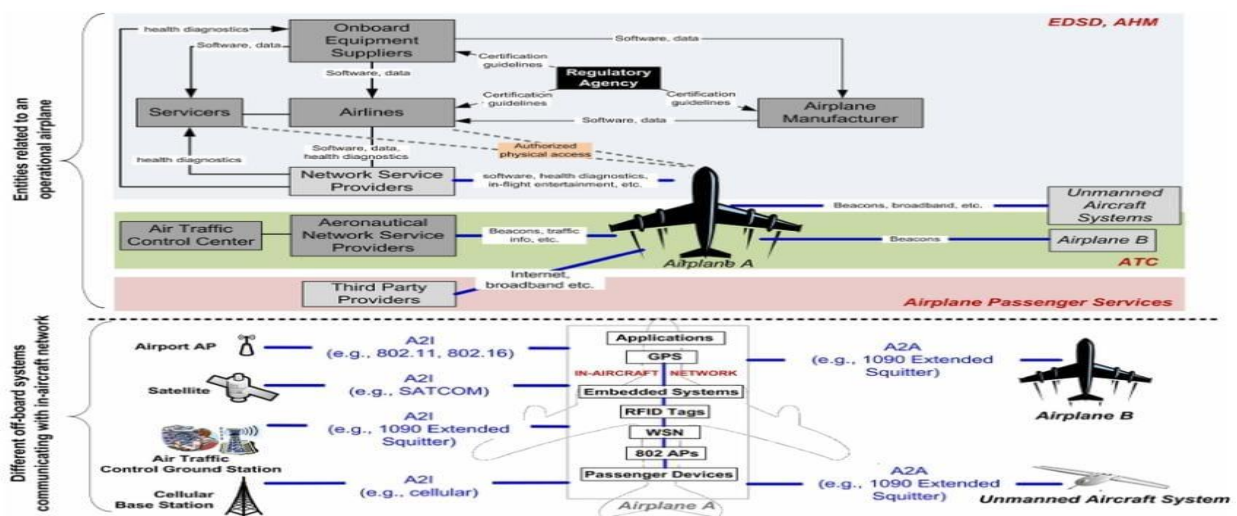 EDSD, AHM
health diagnostics
Onboard
Equipment
Suppliers
Software, data
Software, data
Certification
guidelines
Software, data
Regulatory
Agency
Certification
guidelines
Certification
guidelines
Servicers
Airlines
Airplane
Manufacturer
Software, data
Authorized
physical access
health diagnostics
Software, data,
health diagnostics
Network Service
Providers
software, health diagnostics,
in-flight entertainment, etc.
Unmanned
Aircraft
Systems
Beacons, broadband, etc.
Air Traffic
Control Center
Aeronautical
Network Service
Providers
Beacons, traffic
info, etc.
Beacons
Airplane B
Airplane A
ATC
Internet,
broadband etc.
Third Party
Providers
Airplane Passenger Services
Entities related to an
operational airplane
Different off-board systems
communicating with in-aircraft network
Airport AP
A2I
(e.g., 802.11, 802.16)
Satellite
A2I
(e.g., SATCOM)
A2I
(e.g., 1090 Extended
Squitter)
Air Traffic
Control Ground Station
Cellular
Base Station
A2I
(e.g., cellular)
Applications
GPS
IN-AIRCRAFT NETWORK
Embedded Systems
RFID Tags
WSN
802 APs
Passenger Devices
Airplane A
A2A
(e.g., 1090 Extended
Squitter)
Airplane B
A2A
(e.g., 1090 Extended
Squitter)
Unmanned Aircraft System